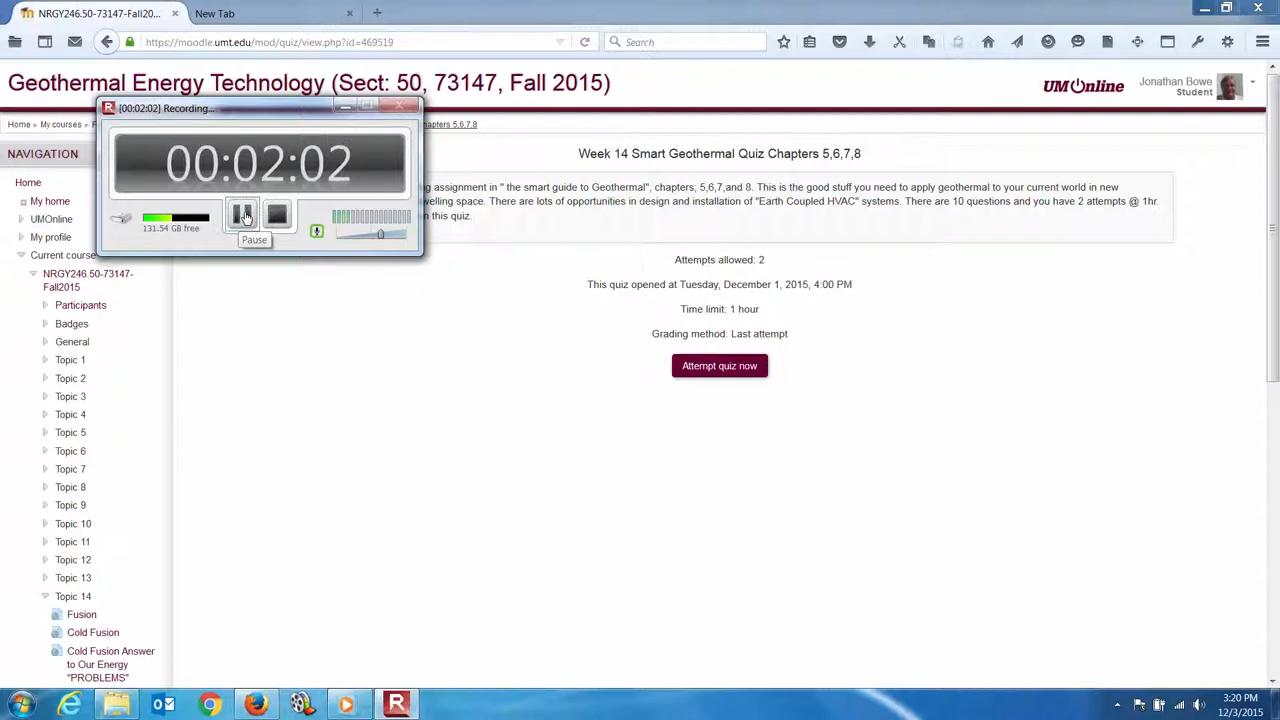 NRGY246.50-73147-Fall20...
New Tab
https://moodle.umt.edu/mod/quiz/view.php?id=469519
Search
Geothermal Energy Technology (Sect: 50, 73147, Fall 2015)
UMOnline
Jonathan Bowe
Student
[00:02:02] Recording...
Home
My courses
chapters 5,6,7,8
00:02:02
131.54 GB free
Pause
NAVIGATION
Home
My home
UMOnline
My profile
Current course
NRGY246.50-73147-
Fall2015
Participants
Badges
General
Topic 1
Topic 2
Topic 3
Topic 4
Topic 5
Topic 6
Topic 7
Topic 8
Topic 9
Topic 10
Topic 11
Topic 12
Topic 13
Topic 14
Fusion
Cold Fusion
Cold Fusion Answer
to Our Energy
"PROBLEMS"
Week 14 Smart Geothermal Quiz Chapters 5,6,7,8
assignment in " the smart guide to Geothermal", chapters; 5,6,7,and 8. This is the good stuff you need to apply geothermal to your current world in new
welling space. There are lots of opportunities in design and installation of "Earth Coupled HVAC" systems. There are 10 questions and you have 2 attempts @ 1hr.
n this quiz.
Attempts allowed: 2
This quiz opened at Tuesday, December 1, 2015, 4:00 PM
Time limit: 1 hour
Grading method: Last attempt
Attempt quiz now
3:20 PM
12/3/2015